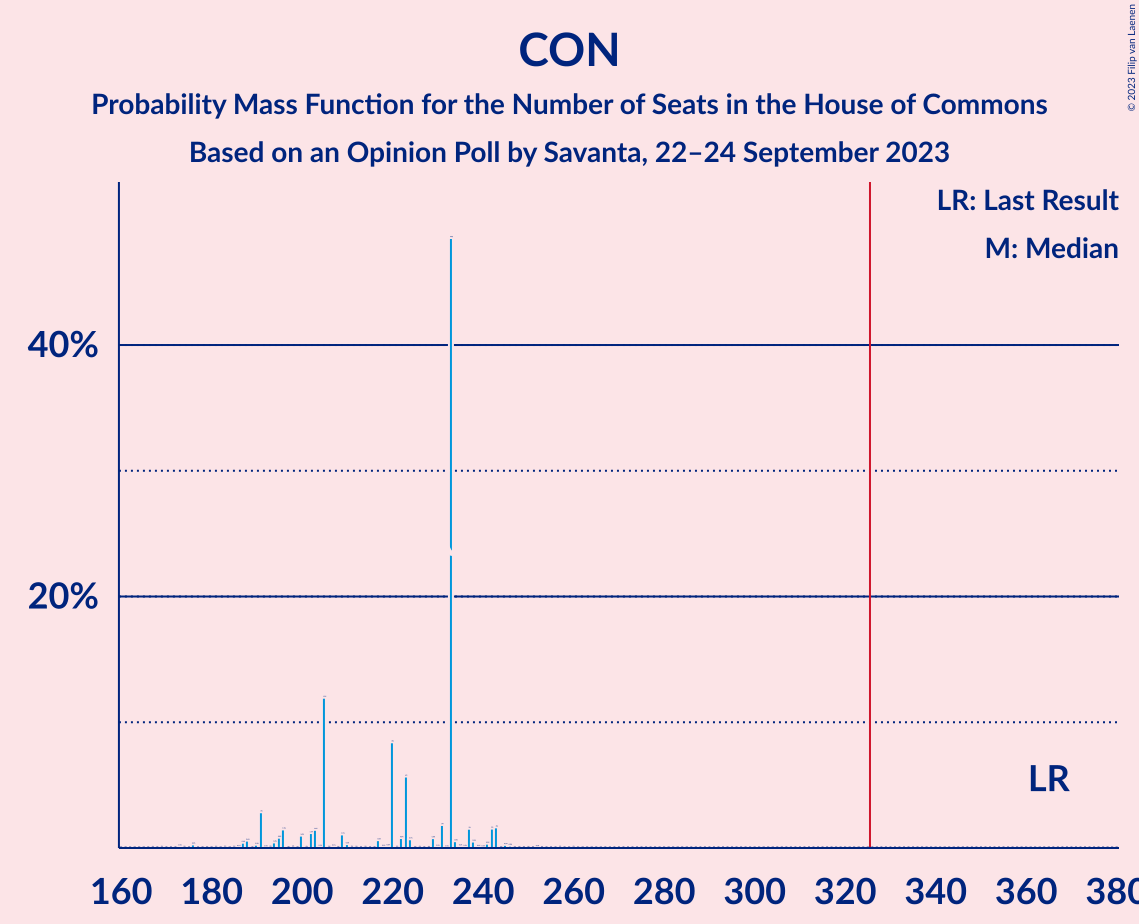 CON
Probability Mass Function for the Number of Seats in the House of Commons
Based on an Opinion Poll by Savanta, 22–24 September 2023
© 2023 Filip van Laenen
LR: Last Result
M: Median
40%
20%
LR
160 180 200 220 240 260 280 300 320 340 360 380